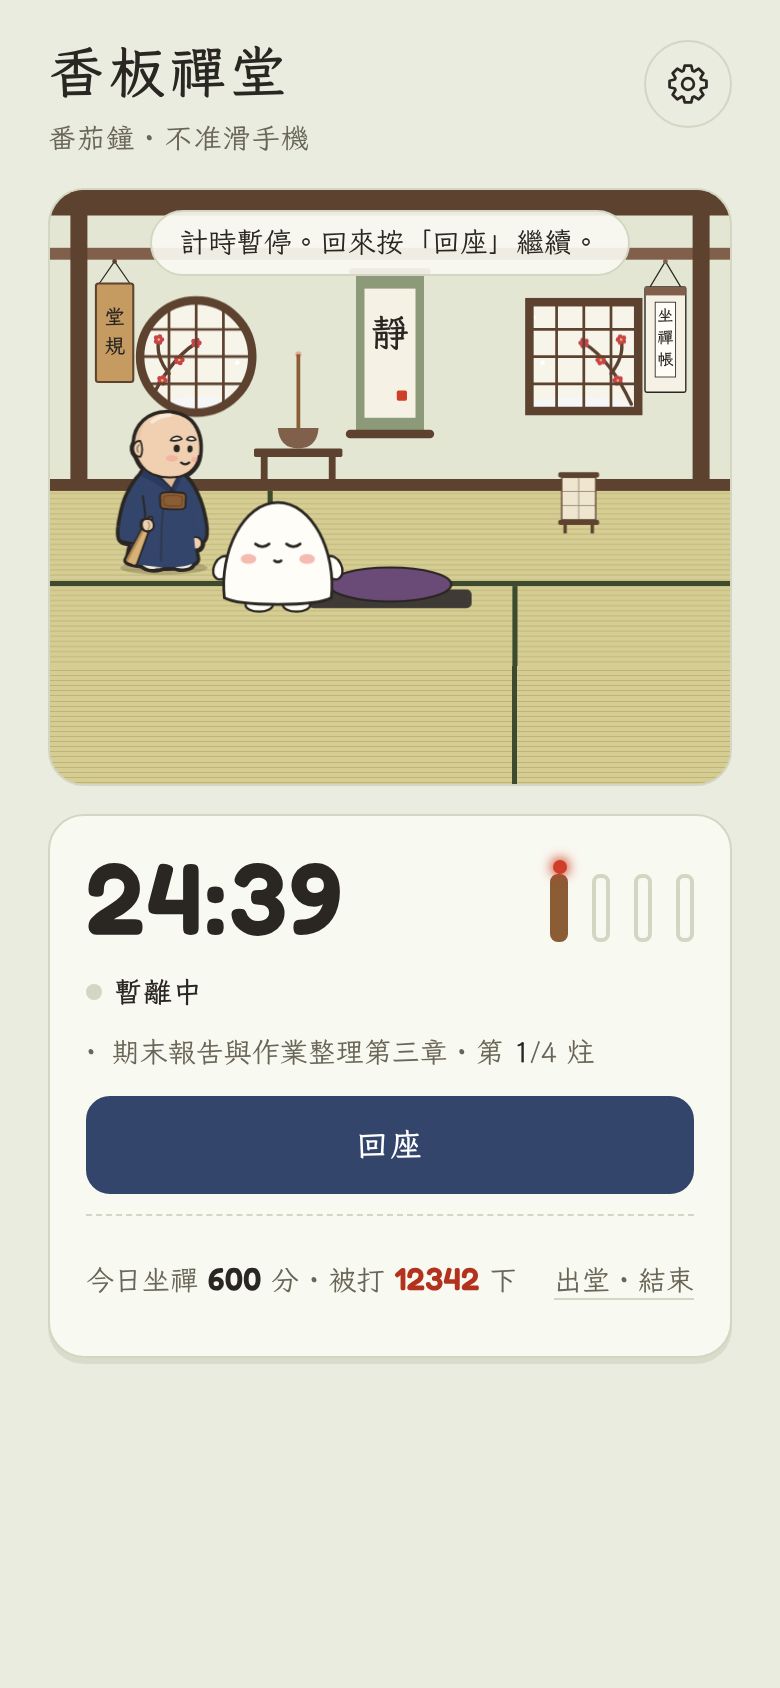 香板禪堂
番茄鐘・不准滑手機
計時暫停。回來按「回座」繼續。
堂規
靜
坐禪帳
24:39
暫離中
· 期末報告與作業整理第三章・第 1/4 炷
回座
今日坐禪 600 分・被打 12342 下
出堂・結束